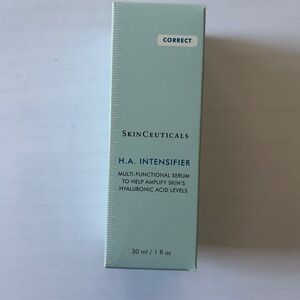 CORRECT
SKINCEUTICALS
H.A. INTENSIFIER
MULTI-FUNCTIONAL SERUM
TO HELP AMPLIFY SKIN'S
HYALURONIC ACID LEVELS
30 ml / 1 fl oz